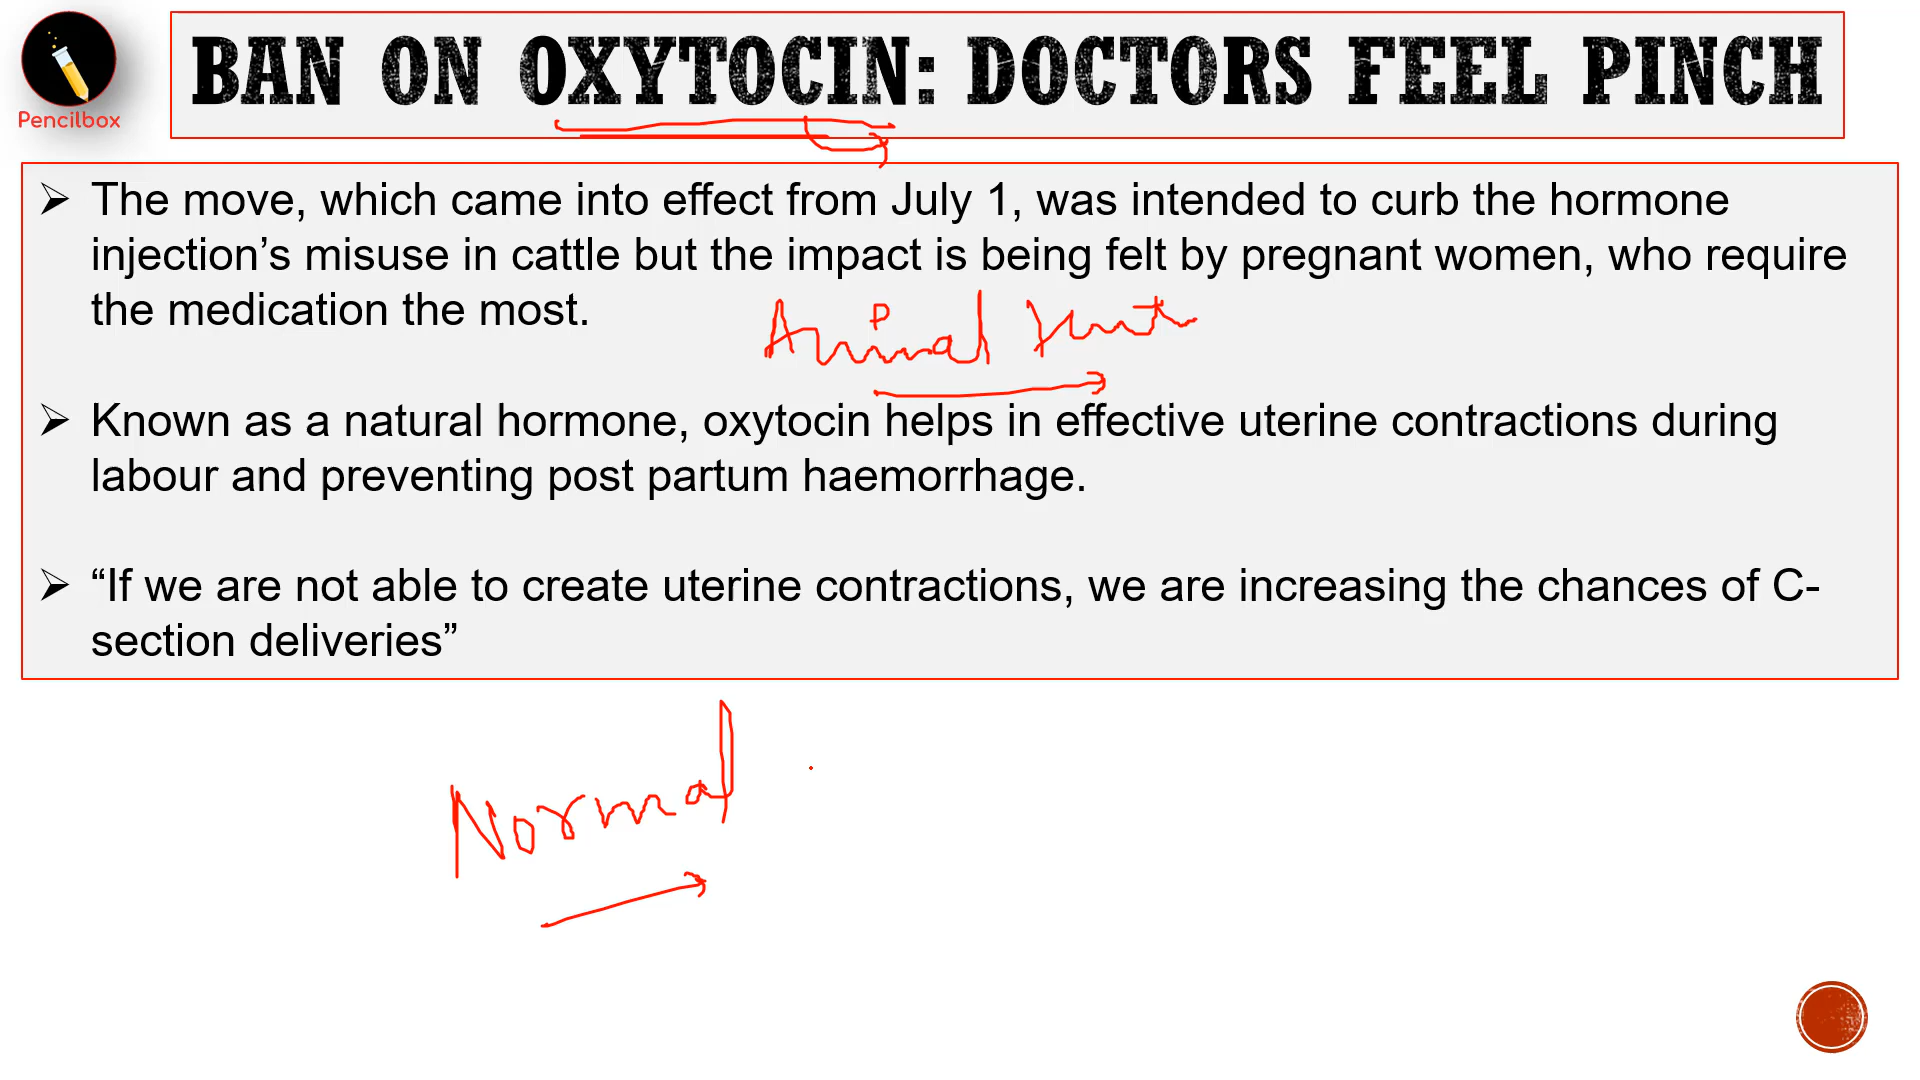 BAN ON OXYTOCIN: DOCTORS FEEL PINCH
Pencilbox
➢ The move, which came into effect from July 1, was intended to curb the hormone
injection’s misuse in cattle but the impact is being felt by pregnant women, who require
the medication the most.
P
Animal
➢ Known as a natural hormone, oxytocin helps in effective uterine contractions during
labour and preventing post partum haemorrhage.
➢ “If we are not able to create uterine contractions, we are increasing the chances of C-
section deliveries”
Normal